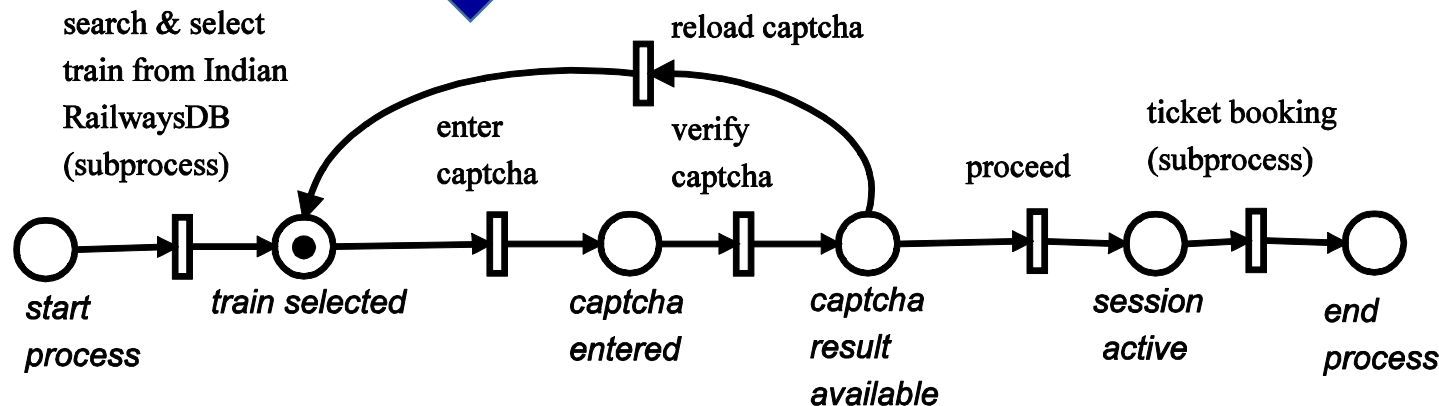 search & select
train from Indian
RailwaysDB
(subprocess)
reload captcha
enter
captcha
verify
captcha
proceed
ticket booking
(subprocess)
start
process
train selected
captcha
entered
captcha
result
available
session
active
end
process